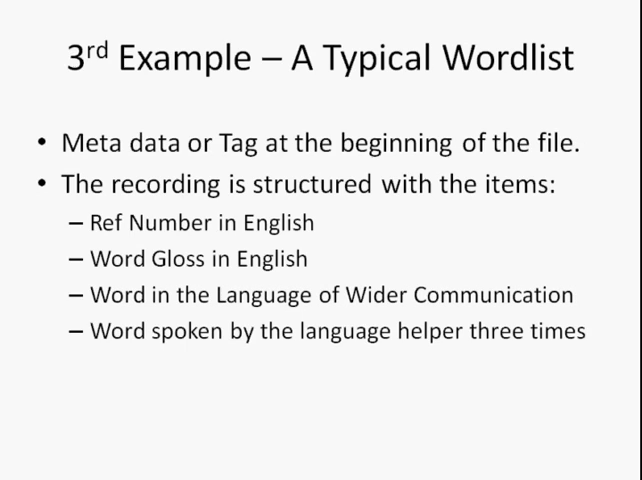 3rd Example – A Typical Wordlist
• Meta data or Tag at the beginning of the file.
• The recording is structured with the items:
– Ref Number in English
– Word Gloss in English
– Word in the Language of Wider Communication
– Word spoken by the language helper three times